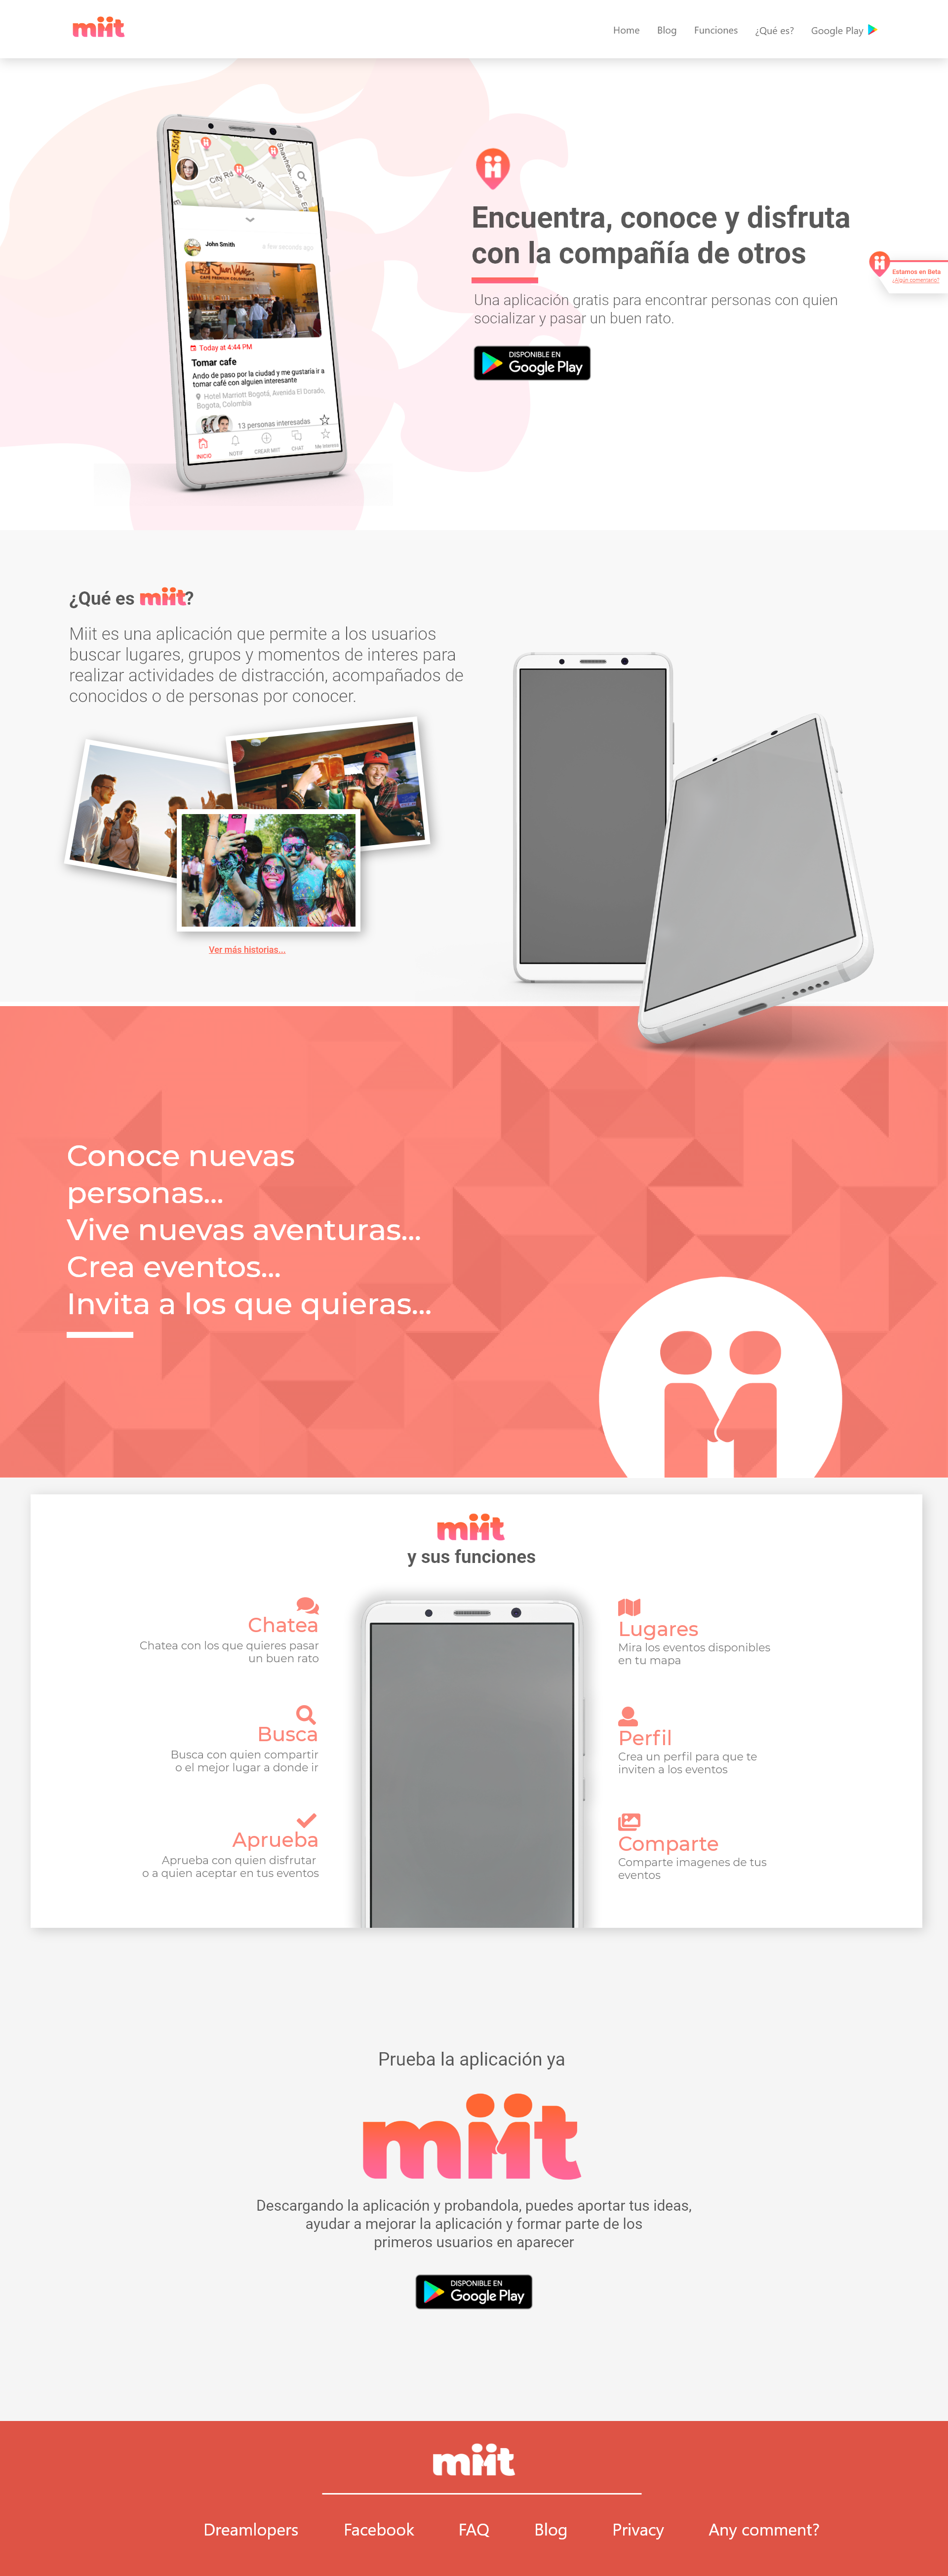 miit
Home Blog Funciones ¿Qué es? Google Play
A501
City Rd
Lucy St
John Smith
a few seconds ago
Juan Valdez
CAFÉ PREMIUM COLOMBIANO
Today at 4:44 PM
Tomar cafe
Ando de paso por la ciudad y me gustaría ir a
tomar café con alguien interesante
Hotel Marriott Bogotá, Avenida El Dorado,
Bogota, Colombia
13 personas interesadas
INICIO NOTIF CREAR MIIT CHAT Me interesa
Encuentra, conoce y disfruta
con la compañía de otros
Una aplicación gratis para encontrar personas con quien
socializar y pasar un buen rato.
DISPONIBLE EN
Google Play
Estamos en Beta
¿Algún comentario?
¿Qué es miit?
Miit es una aplicación que permite a los usuarios
buscar lugares, grupos y momentos de interes para
realizar actividades de distracción, acompañados de
conocidos o de personas por conocer.
Ver más historias...
Conoce nuevas
personas...
Vive nuevas aventuras...
Crea eventos...
Invita a los que quieras...
miit
y sus funciones
Chatea
Chatea con los que quieres pasar
un buen rato
Busca
Busca con quien compartir
o el mejor lugar a donde ir
Aprueba
Aprueba con quien disfrutar
o a quien aceptar en tus eventos
Lugares
Mira los eventos disponibles
en tu mapa
Perfil
Crea un perfil para que te
inviten a los eventos
Comparte
Comparte imagenes de tus
eventos
Prueba la aplicación ya
miit
Descargando la aplicación y probandola, puedes aportar tus ideas,
ayudar a mejorar la aplicación y formar parte de los
primeros usuarios en aparecer
DISPONIBLE EN
Google Play
miit
Dreamlopers Facebook FAQ Blog Privacy Any comment?